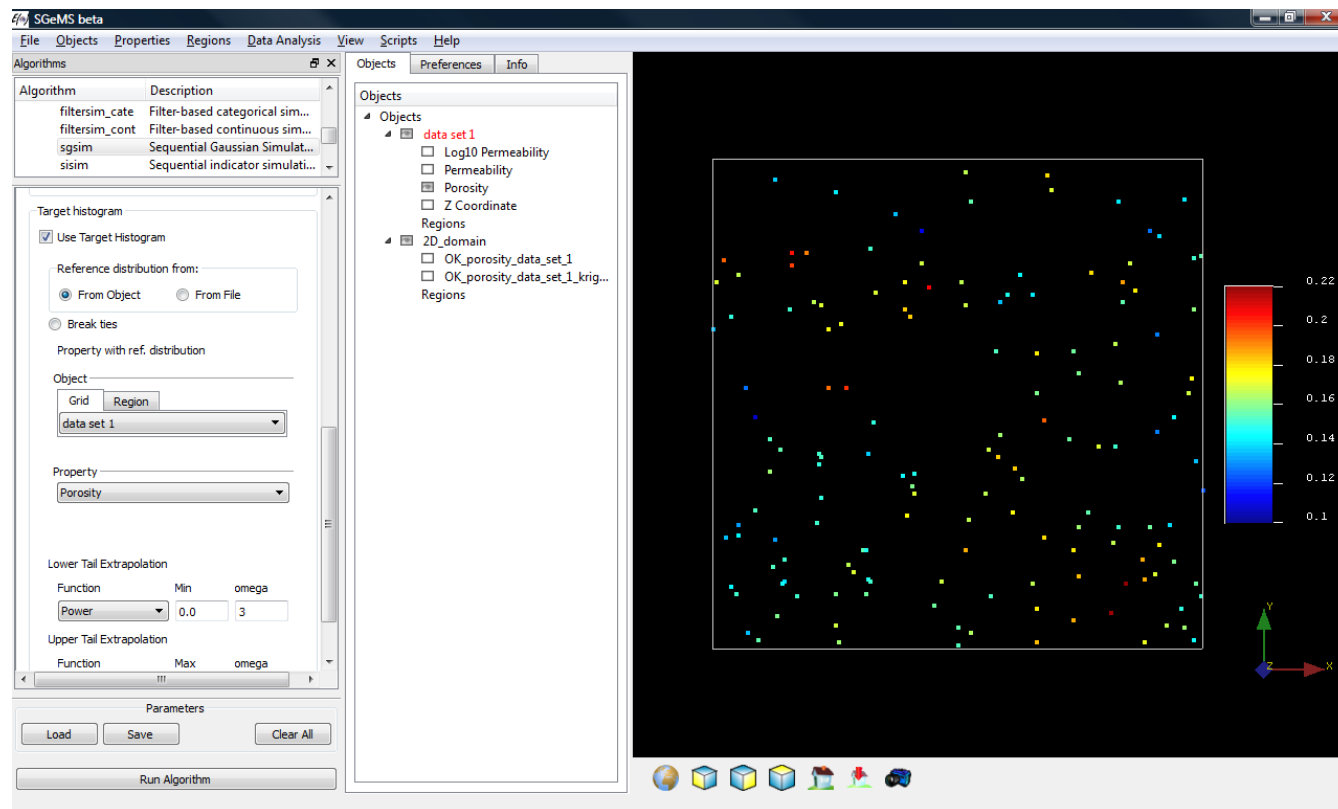 SGeMS beta
File Objects Properties Regions Data Analysis View Scripts Help
Algorithms
Algorithm Description
filtersim_cate Filter-based categorical sim...
filtersim_cont Filter-based continuous sim...
sgsim Sequential Gaussian Simulat...
sisim Sequential indicator simulati...
Target histogram
Use Target Histogram
Reference distribution from:
From Object From File
Break ties
Property with ref. distribution
Object
Grid Region
data set 1
Property
Porosity
Lower Tail Extrapolation
Function Min omega
Power 0.0 3
Upper Tail Extrapolation
Function Max omega
Parameters
Load Save Clear All
Run Algorithm
Objects Preferences Info
Objects
Objects
data set 1
Log10 Permeability
Permeability
Porosity
Z Coordinate
Regions
2D_domain
OK_porosity_data_set_1
OK_porosity_data_set_1_krig...
Regions
0.22
0.2
0.18
0.16
0.14
0.12
0.1
Y
Z X